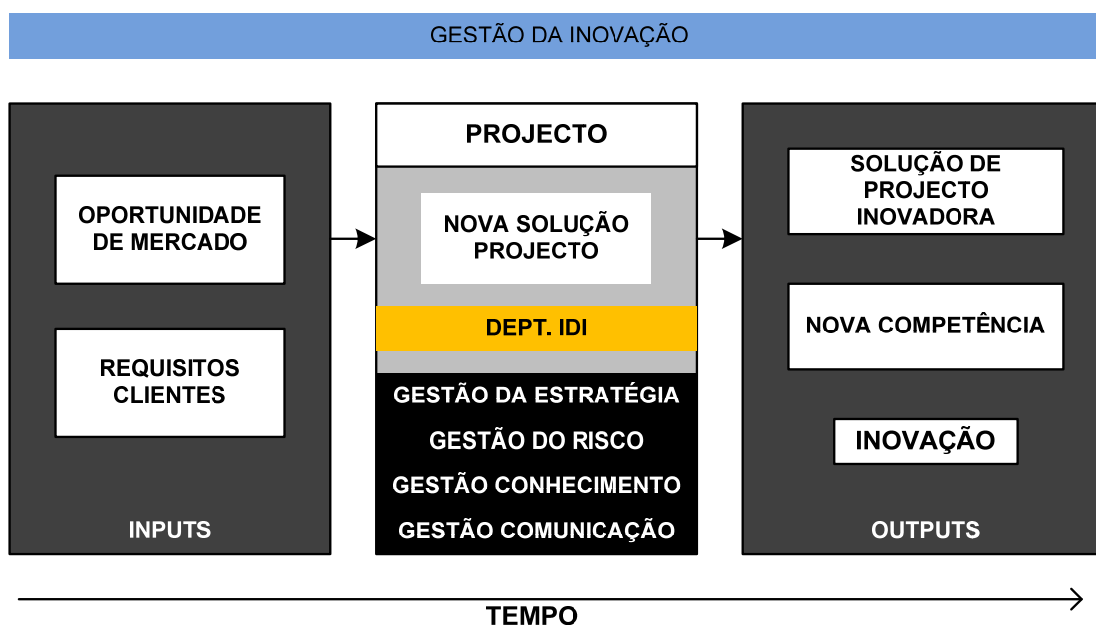 GESTÃO DA INOVAÇÃO
OPORTUNIDADE
DE MERCADO
REQUISITOS
CLIENTES
INPUTS
PROJECTO
NOVA SOLUÇÃO
PROJECTO
DEPT. IDI
GESTÃO DA ESTRATÉGIA
GESTÃO DO RISCO
GESTÃO CONHECIMENTO
GESTÃO COMUNICAÇÃO
SOLUÇÃO DE
PROJECTO
INOVADORA
NOVA COMPETÊNCIA
INOVAÇÃO
OUTPUTS
TEMPO